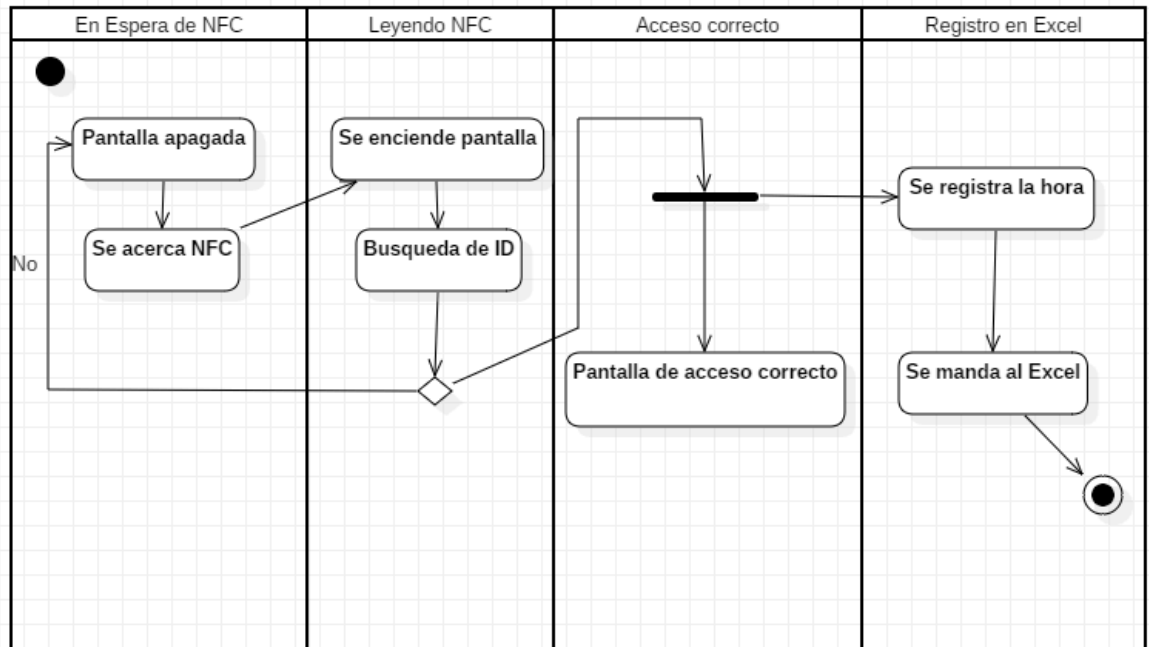 En Espera de NFC
Leyendo NFC
Acceso correcto
Registro en Excel
Pantalla apagada
Se enciende pantalla
Se registra la hora
Se acerca NFC
Busqueda de ID
No
Pantalla de acceso correcto
Se manda al Excel